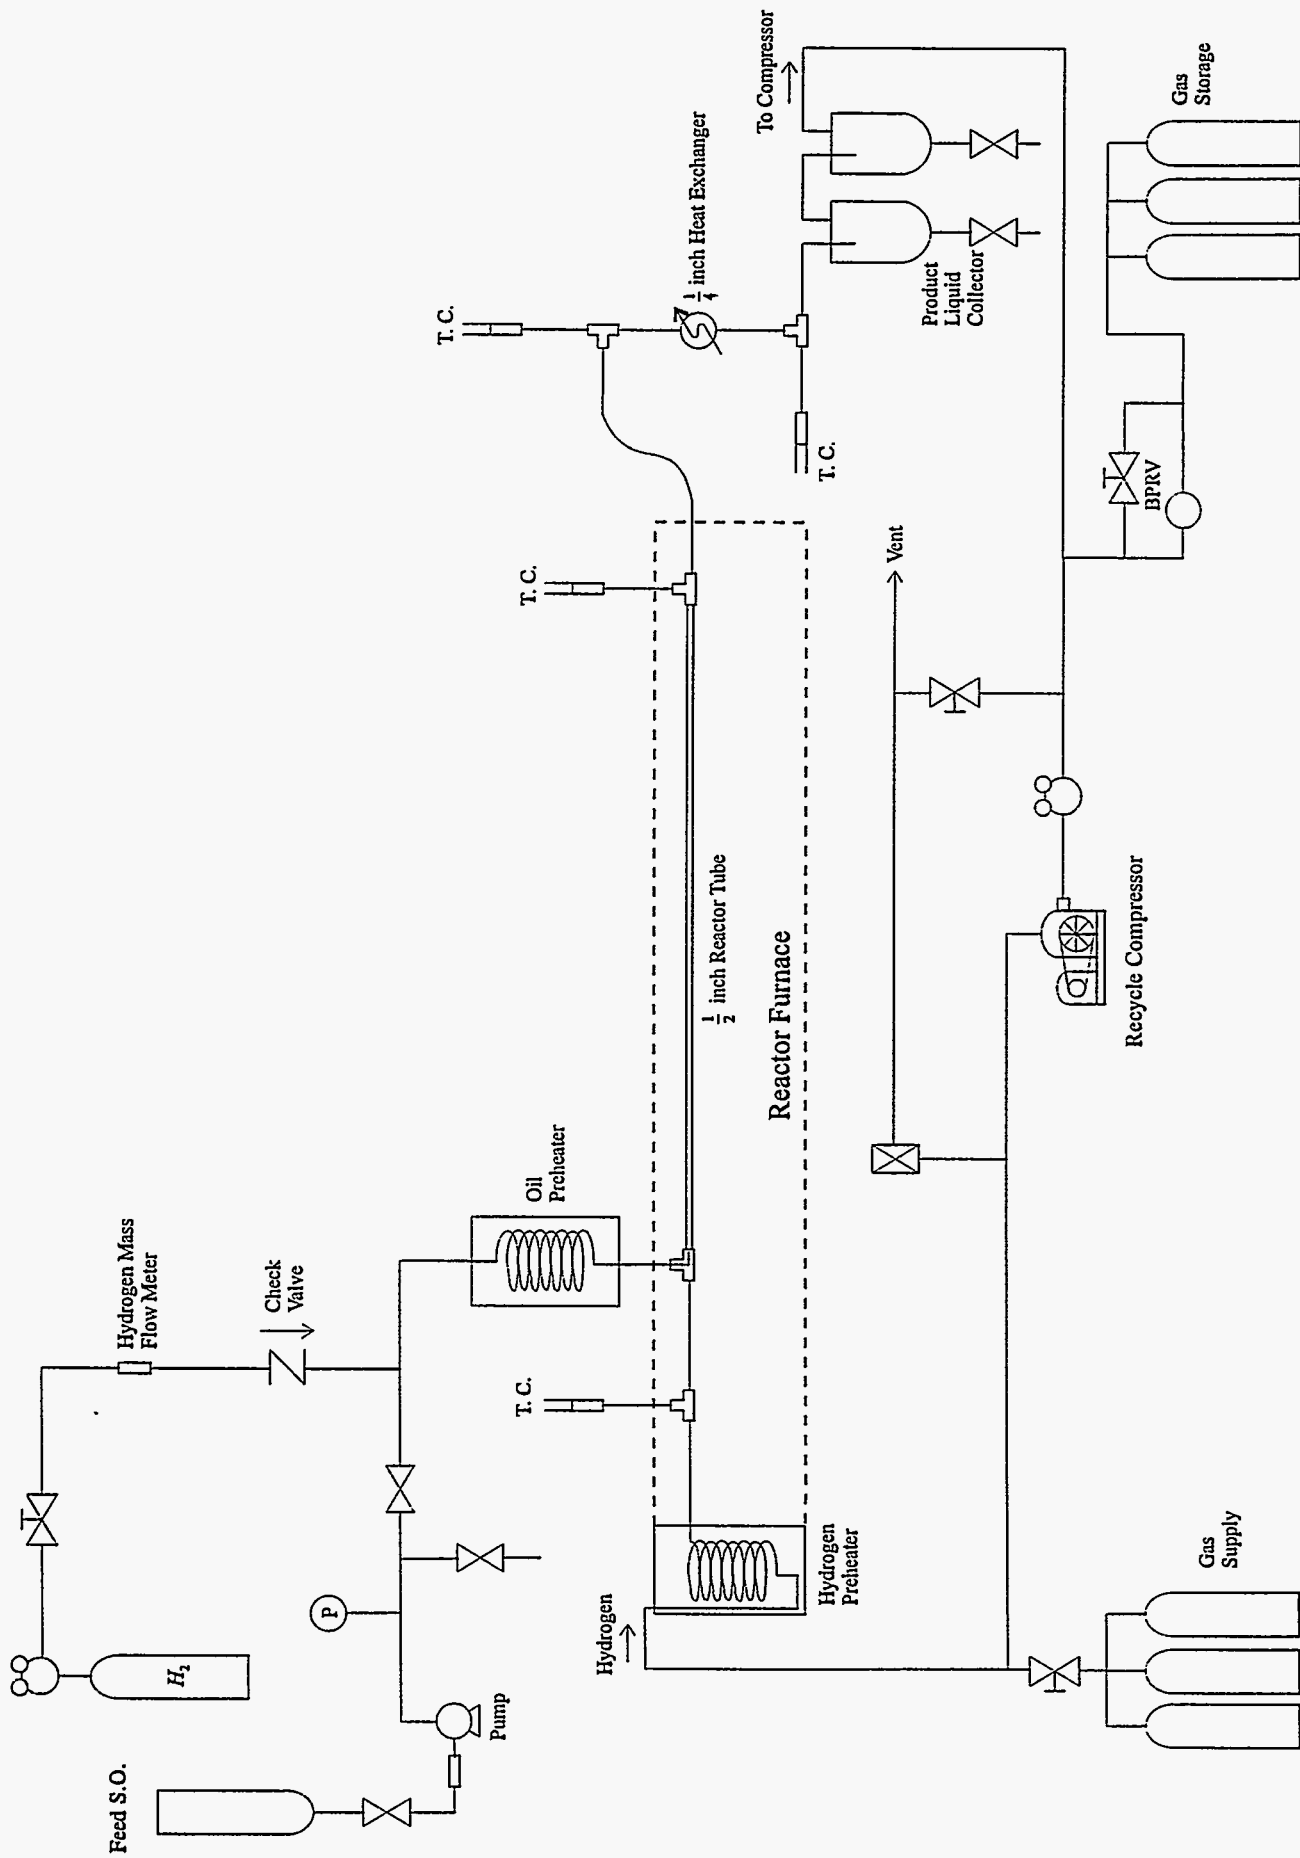 Feed S.O.
H₂
Pump
P
Hydrogen Mass
Flow Meter
Check
Valve
Oil
Preheater
T. C.
T. C.
T. C.
T. C.
1/4 inch Heat Exchanger
To Compressor
Product
Liquid
Collector
Hydrogen
Hydrogen
Preheater
1/2 inch Reactor Tube
Reactor Furnace
Vent
BPRV
Gas
Storage
Recycle Compressor
Gas
Supply